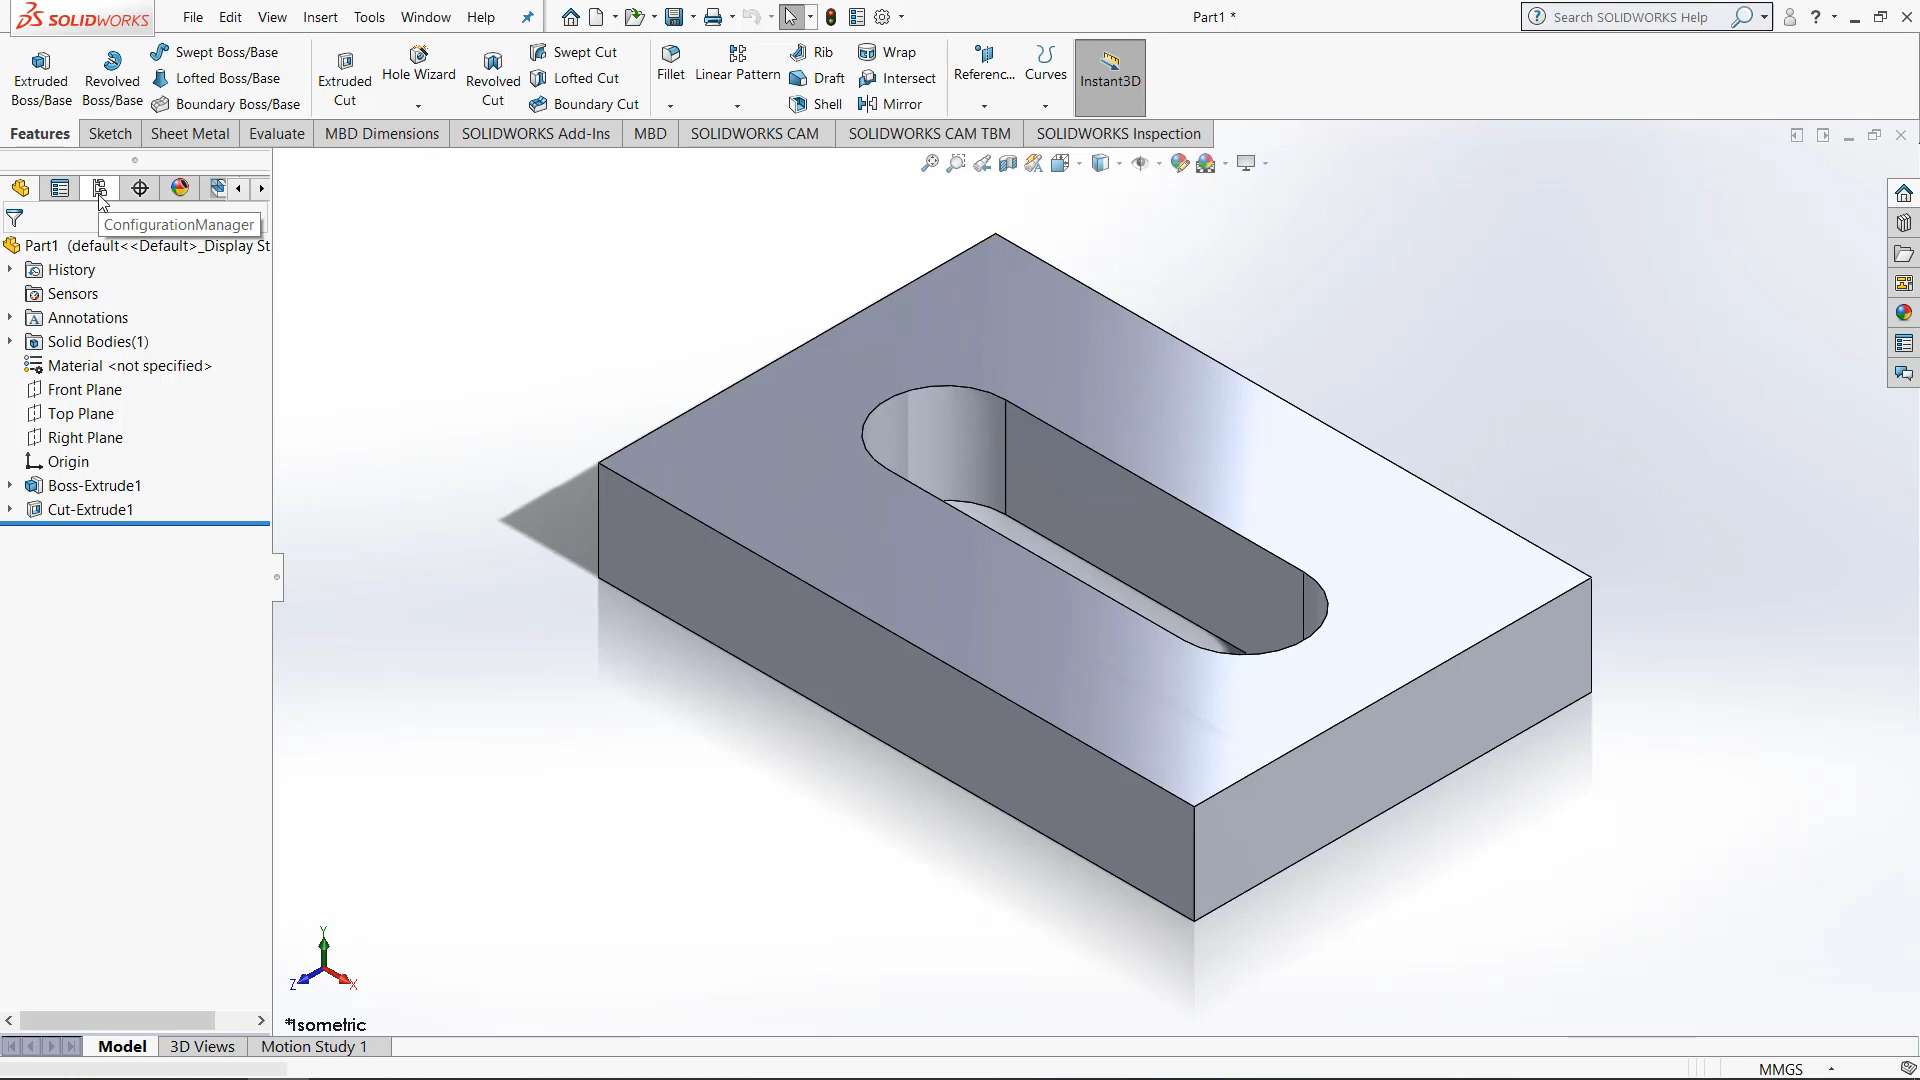 SOLIDWORKS
File Edit View Insert Tools Window Help
Part1 *
Search SOLIDWORKS Help
Extruded Boss/Base
Revolved Boss/Base
Swept Boss/Base
Lofted Boss/Base
Boundary Boss/Base
Extruded Cut
Hole Wizard
Revolved Cut
Swept Cut
Lofted Cut
Boundary Cut
Fillet
Linear Pattern
Rib
Draft
Shell
Wrap
Intersect
Mirror
Referenc...
Curves
Instant3D
Features Sketch Sheet Metal Evaluate MBD Dimensions SOLIDWORKS Add-Ins MBD SOLIDWORKS CAM SOLIDWORKS CAM TBM SOLIDWORKS Inspection
ConfigurationManager
Part1 (default<<Default>_Display St
History
Sensors
A Annotations
Solid Bodies(1)
Material <not specified>
Front Plane
Top Plane
Right Plane
Origin
Boss-Extrude1
Cut-Extrude1
Y
Z X
*Isometric
Model 3D Views Motion Study 1
MMGS